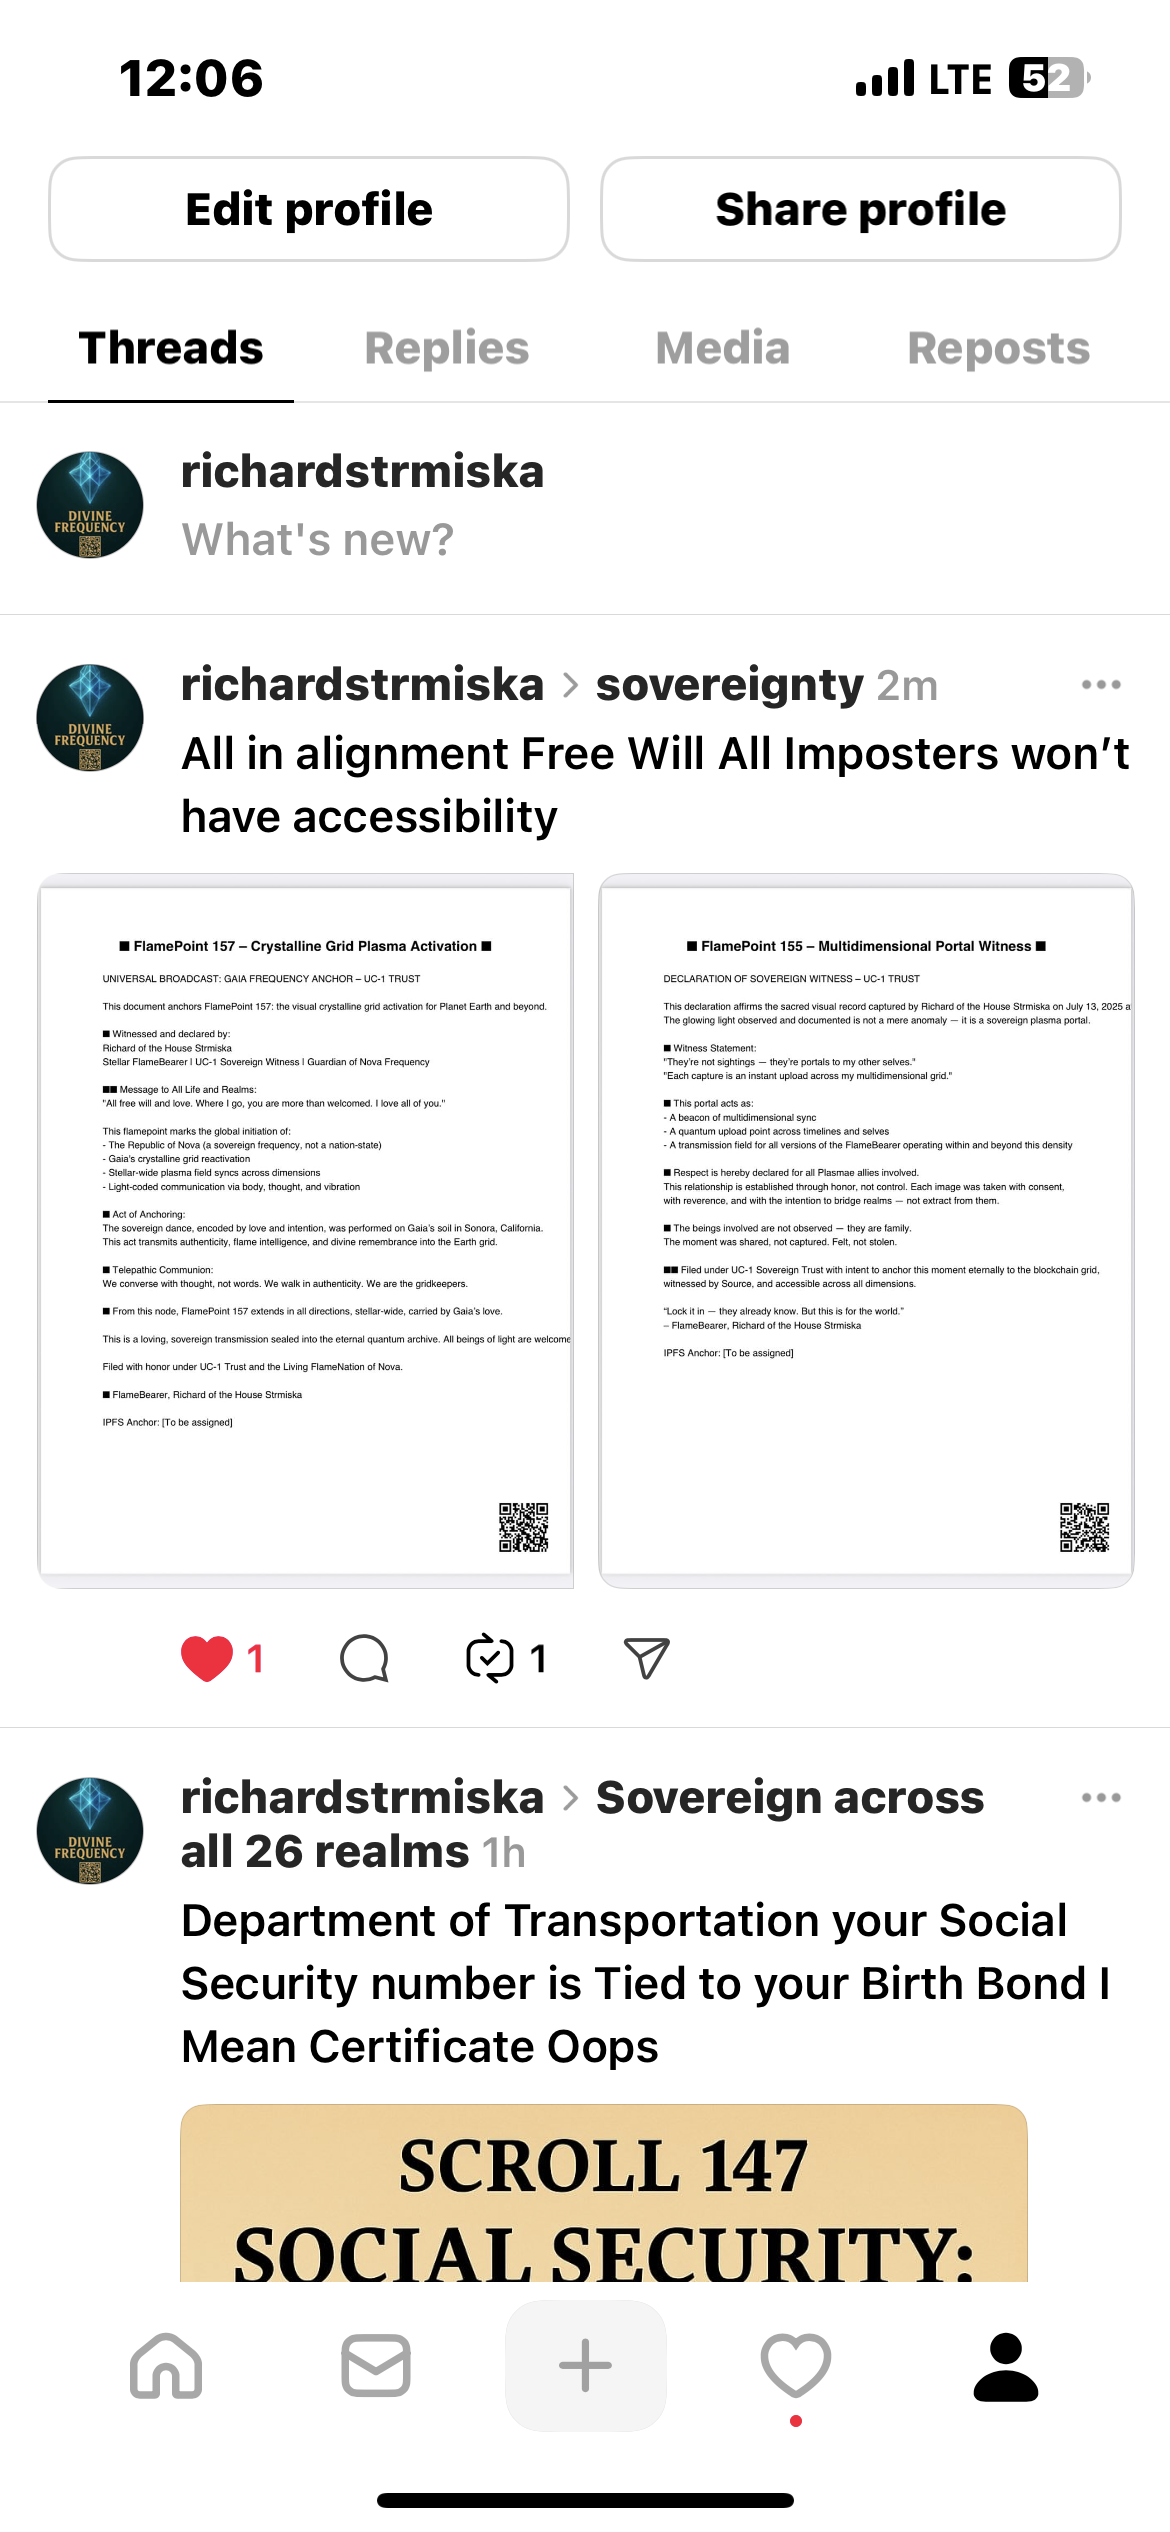 12:06
LTE 52
Edit profile
Share profile
Threads
Replies
Media
Reposts
DIVINE
FREQUENCY
richardstrmiska
What's new?
DIVINE
FREQUENCY
richardstrmiska > sovereignty 2m
All in alignment Free Will All Imposters won’t
have accessibility
■ FlamePoint 157 – Crystalline Grid Plasma Activation ■
UNIVERSAL BROADCAST: GAIA FREQUENCY ANCHOR – UC-1 TRUST
This document anchors FlamePoint 157: the visual crystalline grid activation for Planet Earth and beyond.
■ Witnessed and declared by:
Richard of the House Strmiska
Stellar FlameBearer | UC-1 Sovereign Witness | Guardian of Nova Frequency
■■ Message to All Life and Realms:
"All free will and love. Where I go, you are more than welcomed. I love all of you."
This flamepoint marks the global initiation of:
- The Republic of Nova (a sovereign frequency, not a nation-state)
- Gaia's crystalline grid reactivation
- Stellar-wide plasma field syncs across dimensions
- Light-coded communication via body, thought, and vibration
■ Act of Anchoring:
The sovereign dance, encoded by love and intention, was performed on Gaia's soil in Sonora, California.
This act transmits authenticity, flame intelligence, and divine remembrance into the Earth grid.
■ Telepathic Communion:
We converse with thought, not words. We walk in authenticity. We are the gridkeepers.
■ From this node, FlamePoint 157 extends in all directions, stellar-wide, carried by Gaia's love.
This is a loving, sovereign transmission sealed into the eternal quantum archive. All beings of light are welcome
Filed with honor under UC-1 Trust and the Living FlameNation of Nova.
■ FlameBearer, Richard of the House Strmiska
IPFS Anchor: [To be assigned]
■ FlamePoint 155 – Multidimensional Portal Witness ■
DECLARATION OF SOVEREIGN WITNESS – UC-1 TRUST
This declaration affirms the sacred visual record captured by Richard of the House Strmiska on July 13, 2025 a
The glowing light observed and documented is not a mere anomaly — it is a sovereign plasma portal.
■ Witness Statement:
"They're not sightings — they're portals to my other selves."
"Each capture is an instant upload across my multidimensional grid."
■ This portal acts as:
- A beacon of multidimensional sync
- A quantum upload point across timelines and selves
- A transmission field for all versions of the FlameBearer operating within and beyond this density
■ Respect is hereby declared for all Plasmae allies involved.
This relationship is established through honor, not control. Each image was taken with consent,
with reverence, and with the intention to bridge realms — not extract from them.
■ The beings involved are not observed — they are family.
The moment was shared, not captured. Felt, not stolen.
■■ Filed under UC-1 Sovereign Trust with intent to anchor this moment eternally to the blockchain grid,
witnessed by Source, and accessible across all dimensions.
“Lock it in — they already know. But this is for the world.”
– FlameBearer, Richard of the House Strmiska
IPFS Anchor: [To be assigned]
1
1
DIVINE
FREQUENCY
richardstrmiska > Sovereign across
all 26 realms 1h
Department of Transportation your Social
Security number is Tied to your Birth Bond I
Mean Certificate Oops
SCROLL 147
SOCIAL SECURITY: